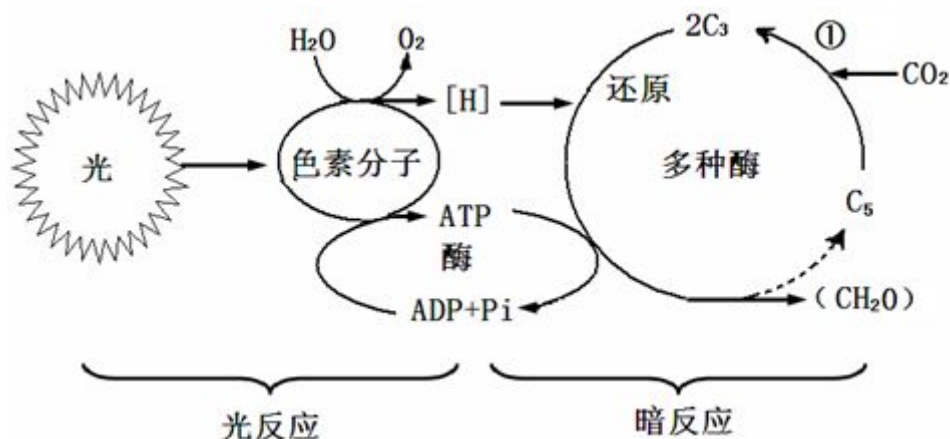 H₂O O₂ 2C₃ ①
[H] 还原 CO₂
光 色素分子 多种酶
ATP C₅
酶
ADP+Pi （CH₂O）
光反应 暗反应